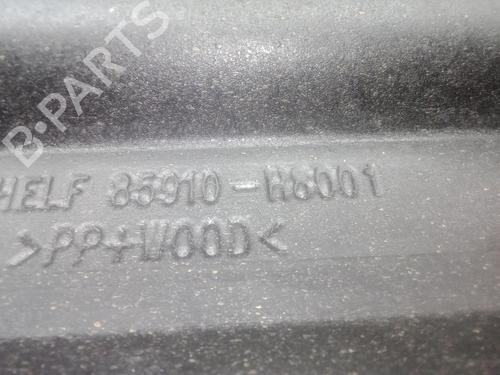 B-PARTS
HELF 85910-H6001
>PP+WOOD<